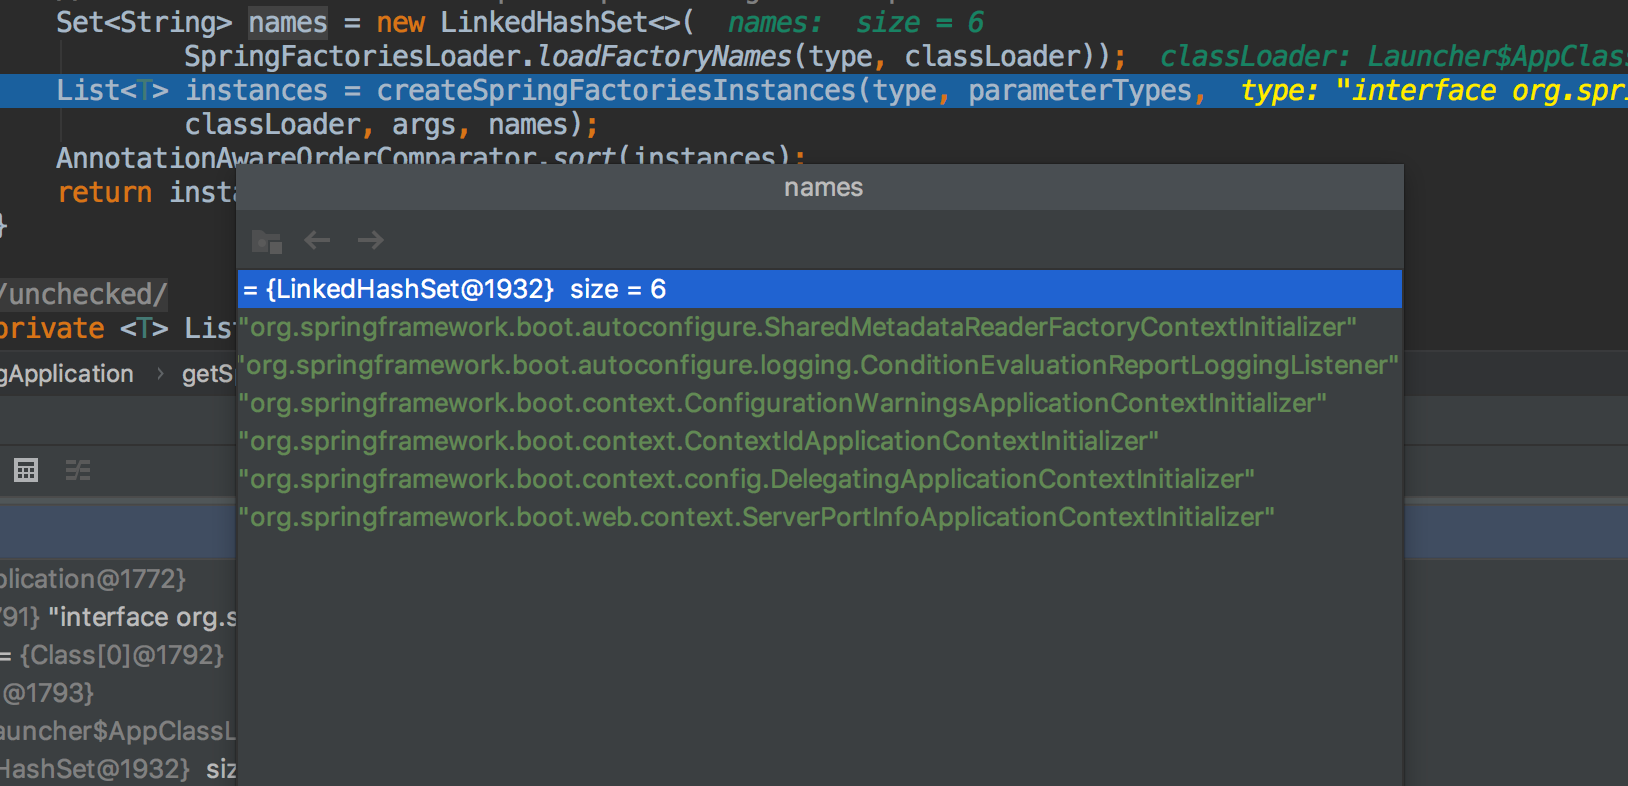 Set<String> names = new LinkedHashSet<>( names: size = 6
SpringFactoriesLoader.loadFactoryNames(type, classLoader)); classLoader: Launcher$AppClas
List<T> instances = createSpringFactoriesInstances(type, parameterTypes, type: "interface org.spri
classLoader, args, names);
AnnotationAwareOrderComparator.sort(instances);
return insta
}
/unchecked/
private <T> List
gApplication > getS
names
= {LinkedHashSet@1932} size = 6
"org.springframework.boot.autoconfigure.SharedMetadataReaderFactoryContextInitializer"
"org.springframework.boot.autoconfigure.logging.ConditionEvaluationReportLoggingListener"
"org.springframework.boot.context.ConfigurationWarningsApplicationContextInitializer"
"org.springframework.boot.context.ContextIdApplicationContextInitializer"
"org.springframework.boot.context.config.DelegatingApplicationContextInitializer"
"org.springframework.boot.web.context.ServerPortInfoApplicationContextInitializer"
plication@1772}
791} "interface org.s
= {Class[0]@1792}
@1793}
auncher$AppClassL
HashSet@1932} siz